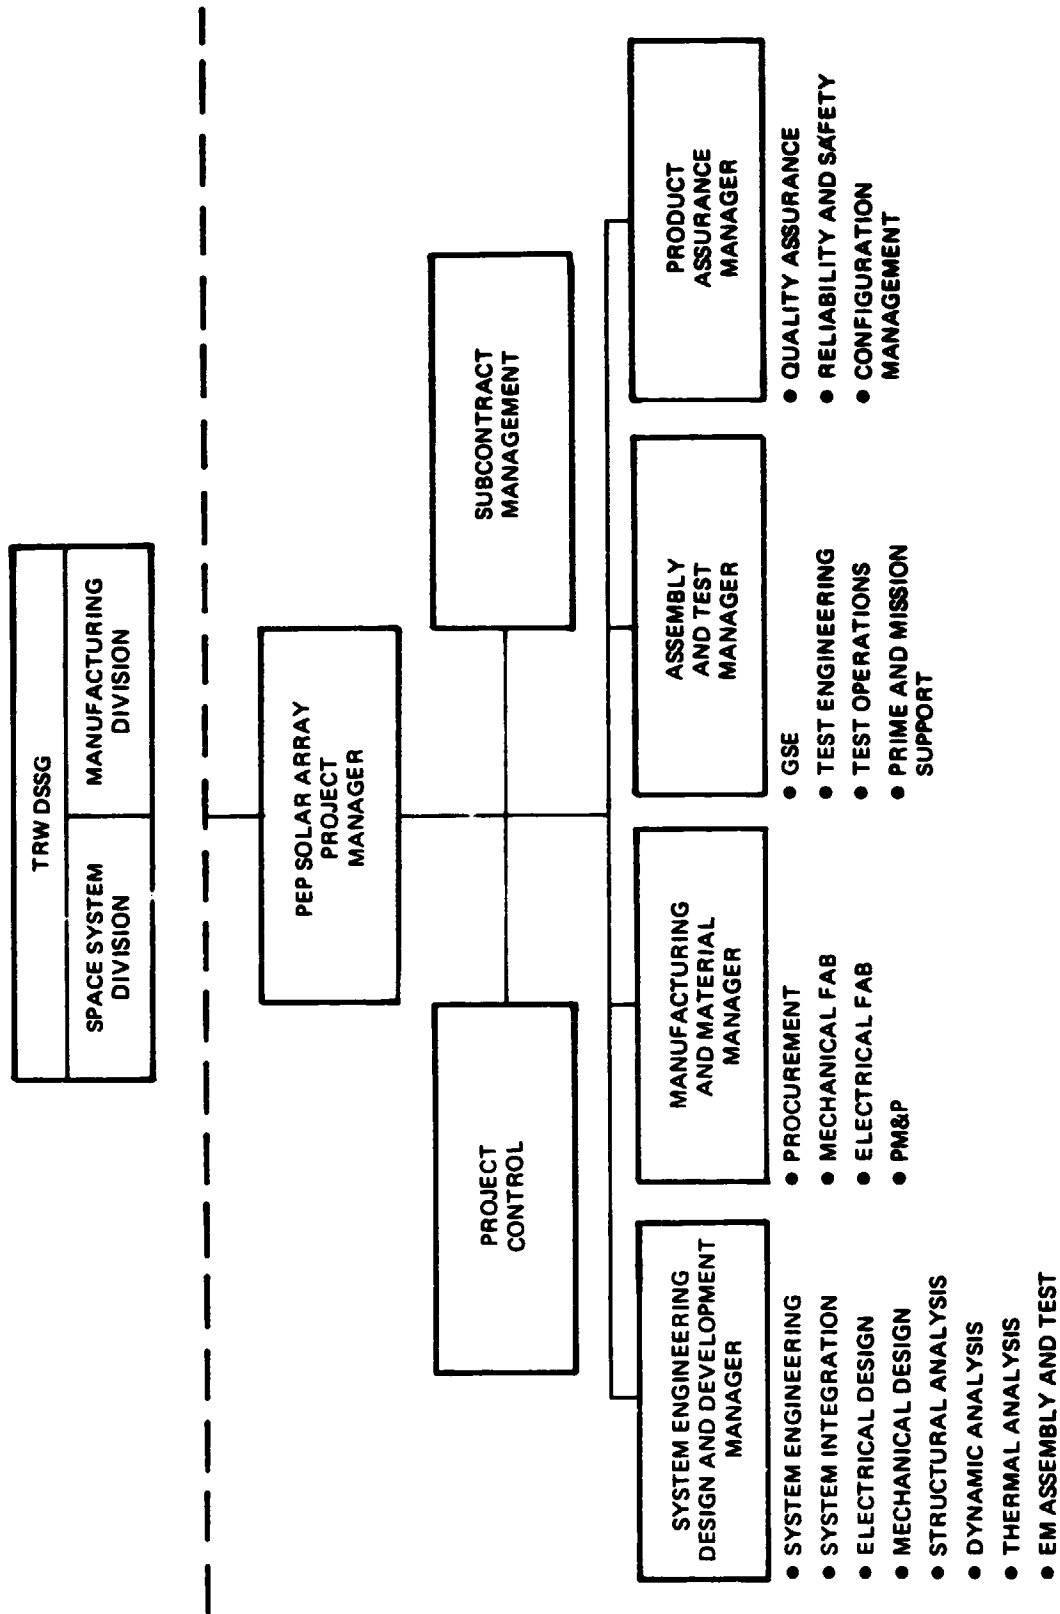 TRW DSSG
SPACE SYSTEM
DIVISION
MANUFACTURING
DIVISION
PEP SOLAR ARRAY
PROJECT
MANAGER
PROJECT
CONTROL
SUBCONTRACT
MANAGEMENT
SYSTEM ENGINEERING
DESIGN AND DEVELOPMENT
MANAGER
● SYSTEM ENGINEERING
● SYSTEM INTEGRATION
● ELECTRICAL DESIGN
● MECHANICAL DESIGN
● STRUCTURAL ANALYSIS
● DYNAMIC ANALYSIS
● THERMAL ANALYSIS
● EM ASSEMBLY AND TEST
MANUFACTURING
AND MATERIAL
MANAGER
● PROCUREMENT
● MECHANICAL FAB
● ELECTRICAL FAB
● PM&P
ASSEMBLY
AND TEST
MANAGER
● GSE
● TEST ENGINEERING
● TEST OPERATIONS
● PRIME AND MISSION
SUPPORT
PRODUCT
ASSURANCE
MANAGER
● QUALITY ASSURANCE
● RELIABILITY AND SAFETY
● CONFIGURATION
MANAGEMENT